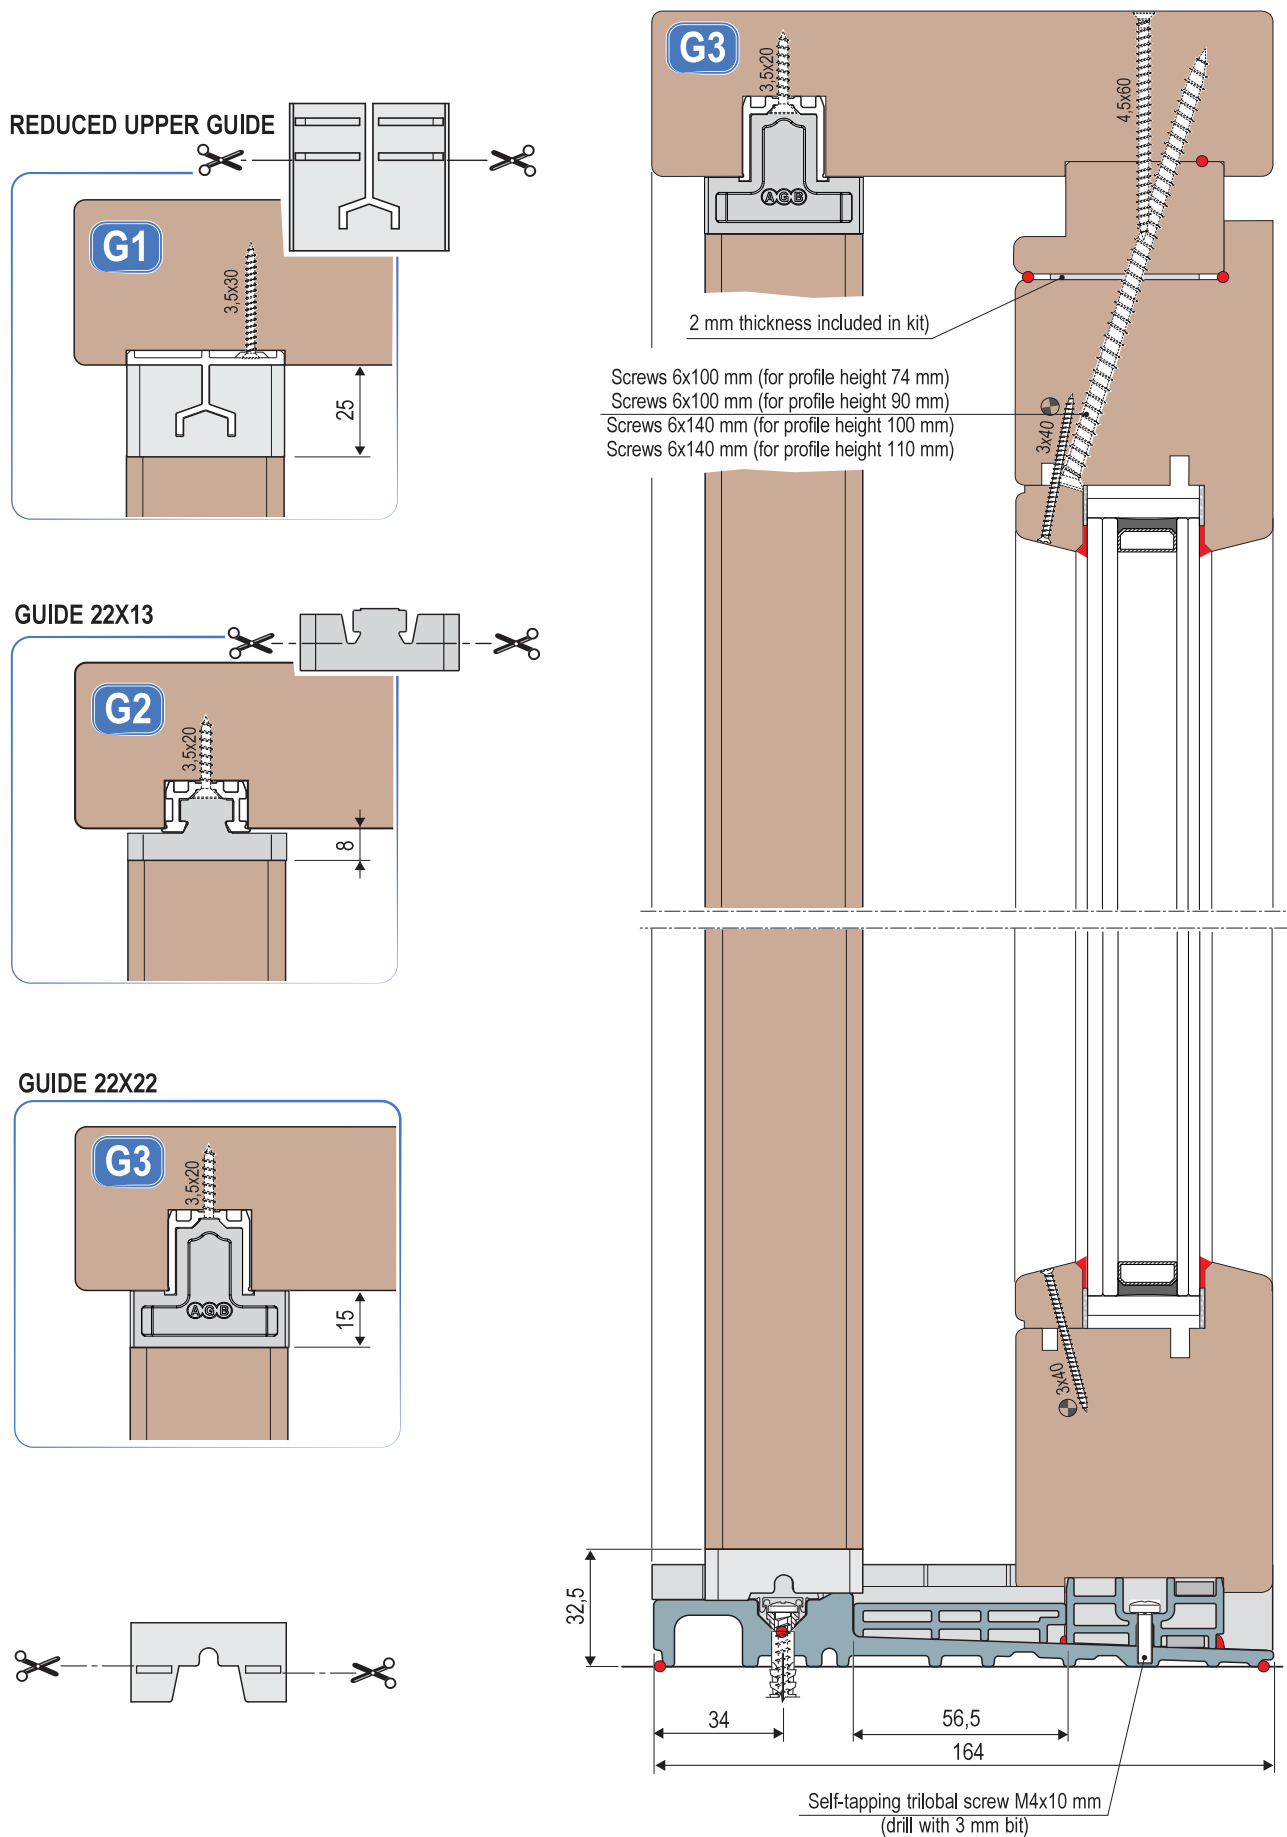 REDUCED UPPER GUIDE
G1
3,5x30
25
GUIDE 22X13
G2
3,5x20
8
GUIDE 22X22
G3
3,5x20
AGB
15
G3
3,5x20
4,5x60
AGB
2 mm thickness included in kit)
Screws 6x100 mm (for profile height 74 mm)
Screws 6x100 mm (for profile height 90 mm)
Screws 6x140 mm (for profile height 100 mm)
Screws 6x140 mm (for profile height 110 mm)
3x40
3x40
32,5
34
56,5
164
Self-tapping trilobal screw M4x10 mm
(drill with 3 mm bit)